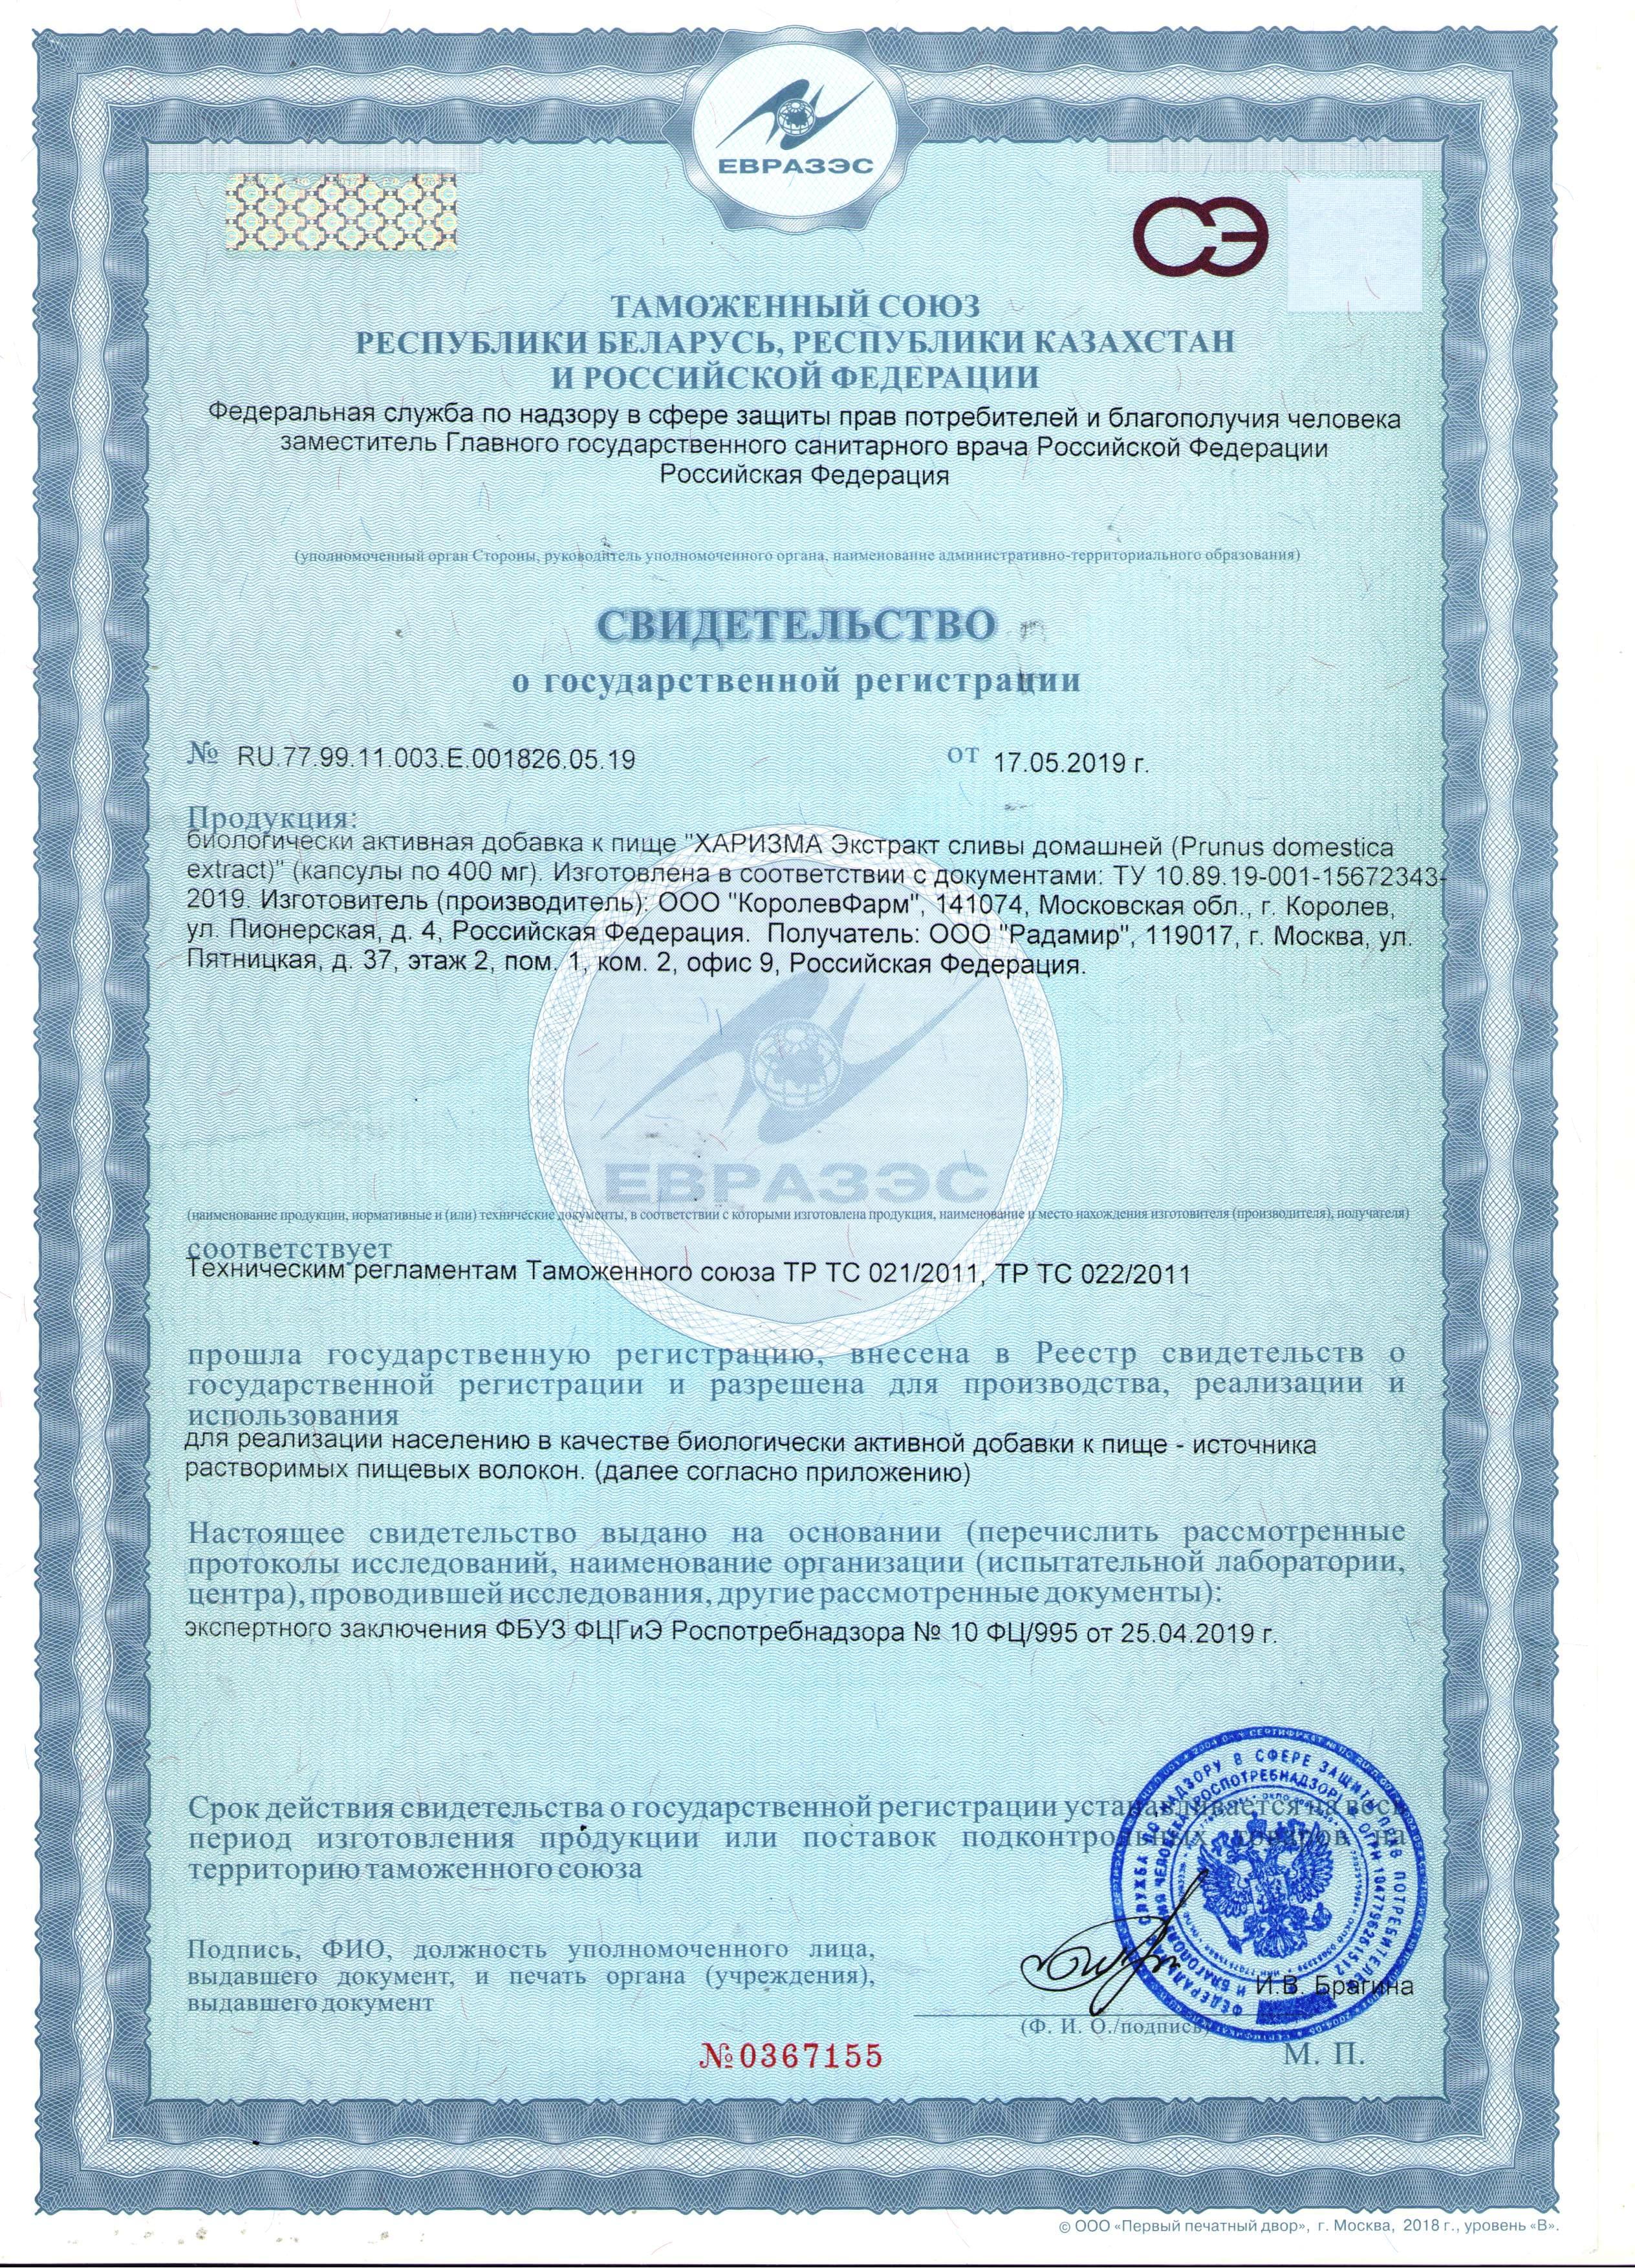 ЕВРАЗЭС
СЭ
ТАМОЖЕННЫЙ СОЮЗ
РЕСПУБЛИКИ БЕЛАРУСЬ, РЕСПУБЛИКИ КАЗАХСТАН
И РОССИЙСКОЙ ФЕДЕРАЦИИ
Федеральная служба по надзору в сфере защиты прав потребителей и благополучия человека
заместитель Главного государственного санитарного врача Российской Федерации
Российская Федерация
(уполномоченный орган Стороны, руководитель уполномоченного органа, наименование административно-территориального образования)
СВИДЕТЕЛЬСТВО
о государственной регистрации
№ RU.77.99.11.003.E.001826.05.19 от 17.05.2019 г.
Продукция:
биологически активная добавка к пище "ХАРИЗМА Экстракт сливы домашней (Prunus domestica
extract)" (капсулы по 400 мг). Изготовлена в соответствии с документами: ТУ 10.89.19-001-15672343-
2019. Изготовитель (производитель): ООО "КоролевФарм", 141074, Московская обл., г. Королев,
ул. Пионерская, д. 4, Российская Федерация. Получатель: ООО "Радамир", 119017, г. Москва, ул.
Пятницкая, д. 37, этаж 2, пом. 1, ком. 2, офис 9, Российская Федерация.
ЕВРАЗЭС
(наименование продукции, нормативные и (или) технические документы, в соответствии с которыми изготовлена продукция, наименование и место нахождения изготовителя (производителя), получателя)
соответствует
Техническим регламентам Таможенного союза ТР ТС 021/2011, ТР ТС 022/2011
прошла государственную регистрацию, внесена в Реестр свидетельств о
государственной регистрации и разрешена для производства, реализации и
использования
для реализации населению в качестве биологически активной добавки к пище - источника
растворимых пищевых волокон. (далее согласно приложению)
Настоящее свидетельство выдано на основании (перечислить рассмотренные
протоколы исследований, наименование организации (испытательной лаборатории,
центра), проводившей исследования, другие рассмотренные документы):
экспертного заключения ФБУЗ ФЦГиЭ Роспотребнадзора № 10 ФЦ/995 от 25.04.2019 г.
Срок действия свидетельства о государственной регистрации устанавливается на весь
период изготовления продукции или поставок подконтрольных товаров на
территорию таможенного союза
ФЕДЕРАЛЬНАЯ СЛУЖБА ПО НАДЗОРУ В СФЕРЕ ЗАЩИТЫ ПРАВ ПОТРЕБИТЕЛЕЙ
И БЛАГОПОЛУЧИЯ ЧЕЛОВЕКА (РОСПОТРЕБНАДЗОР) ОГРН 1047796261512
Подпись, ФИО, должность уполномоченного лица,
выдавшего документ, и печать органа (учреждения),
выдавшего документ
И.В. Брагина
(Ф. И. О./подпись)
№0367155
М. П.
© ООО «Первый печатный двор», г. Москва, 2018 г., уровень «В».